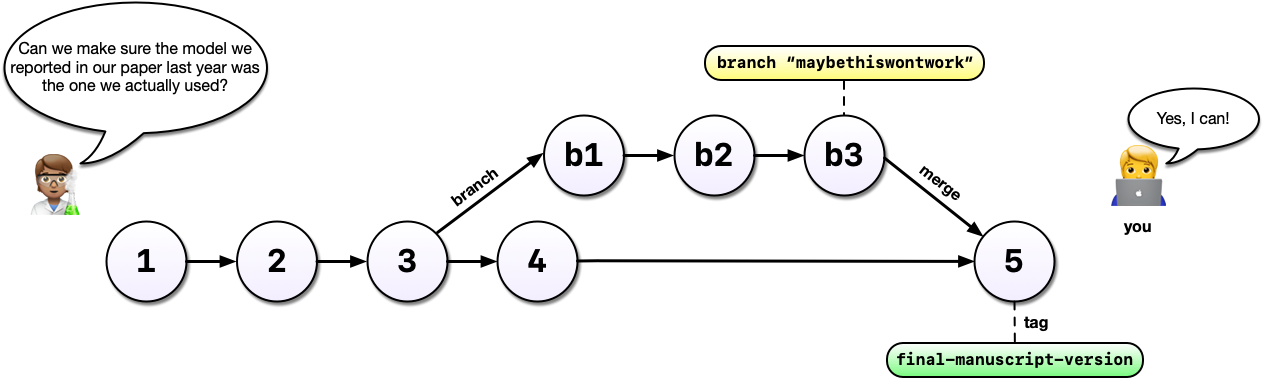 Can we make sure the model we
reported in our paper last year was
the one we actually used?
branch “maybethiswontwork”
Yes, I can!
b1
b2
b3
branch
merge
you
1
2
3
4
5
tag
final-manuscript-version